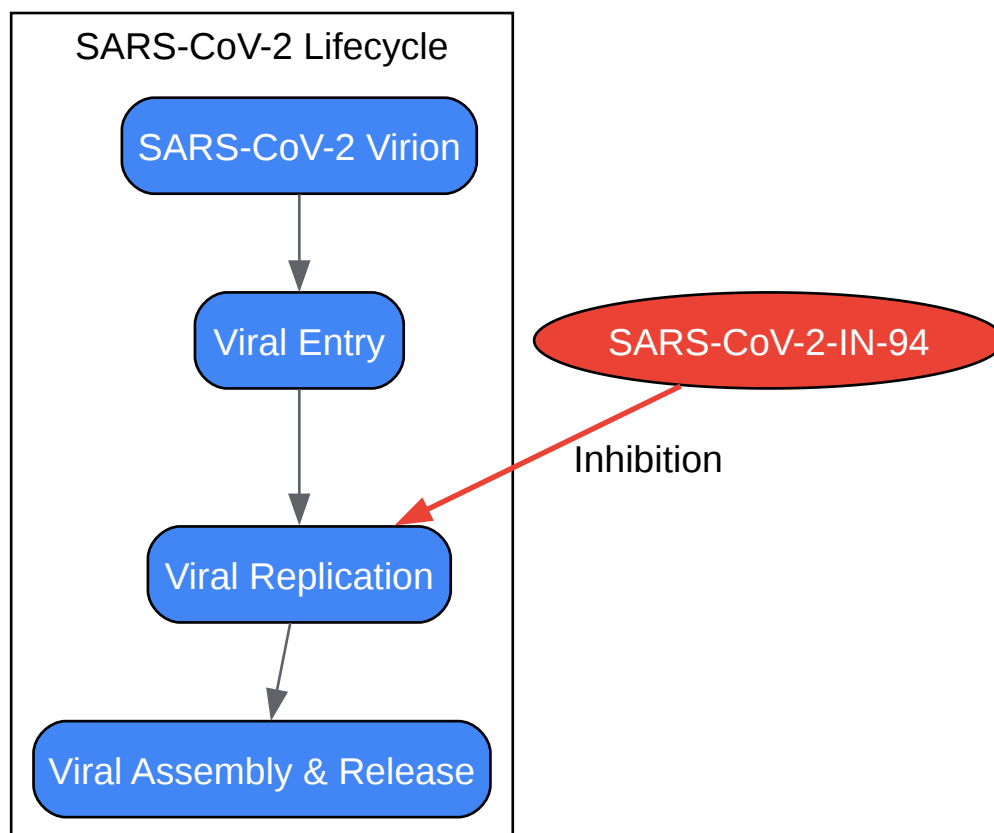 SARS-CoV-2 Lifecycle
SARS-CoV-2 Virion
Viral Entry
SARS-CoV-2-IN-94
Inhibition
Viral Replication
Viral Assembly & Release